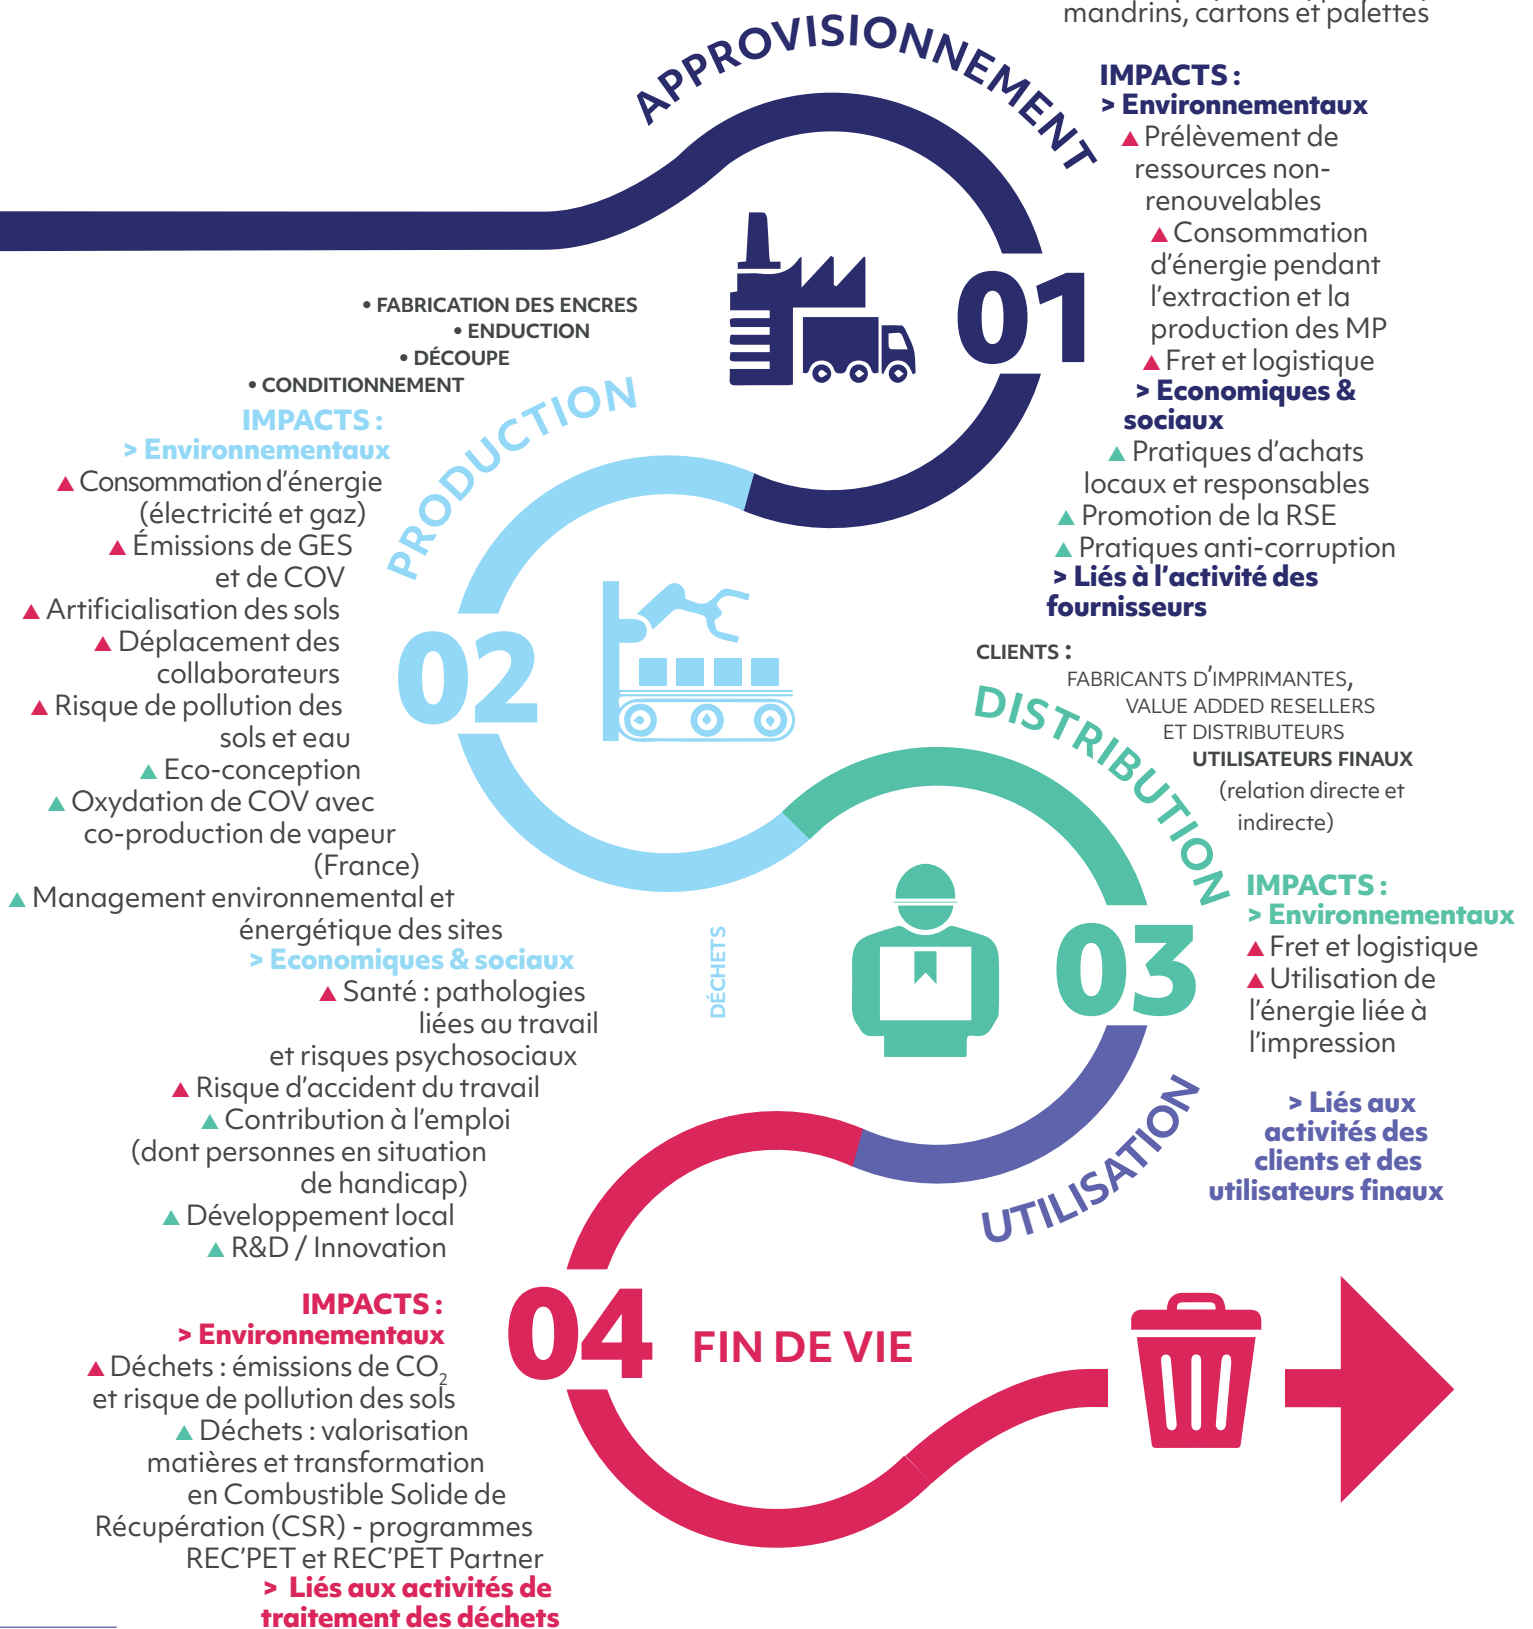 mandrins, cartons et palettes
APPROVISIONNEMENT
01
IMPACTS :
> Environnementaux
▲ Prélèvement de
ressources non-
renouvelables
▲ Consommation
d'énergie pendant
l'extraction et la
production des MP
▲ Fret et logistique
> Economiques &
sociaux
▲ Pratiques d'achats
locaux et responsables
▲ Promotion de la RSE
▲ Pratiques anti-corruption
> Liés à l'activité des
fournisseurs
• FABRICATION DES ENCRES
• ENDUCTION
• DÉCOUPE
• CONDITIONNEMENT
PRODUCTION
02
IMPACTS :
> Environnementaux
▲ Consommation d'énergie
(électricité et gaz)
▲ Émissions de GES
et de COV
▲ Artificialisation des sols
▲ Déplacement des
collaborateurs
▲ Risque de pollution des
sols et eau
▲ Eco-conception
▲ Oxydation de COV avec
co-production de vapeur
(France)
▲ Management environnemental et
énergétique des sites
> Economiques & sociaux
▲ Santé : pathologies
liées au travail
et risques psychosociaux
▲ Risque d'accident du travail
▲ Contribution à l'emploi
(dont personnes en situation
de handicap)
▲ Développement local
▲ R&D / Innovation
DÉCHETS
CLIENTS :
FABRICANTS D'IMPRIMANTES,
VALUE ADDED RESELLERS
ET DISTRIBUTEURS
UTILISATEURS FINAUX
(relation directe et
indirecte)
DISTRIBUTION
03
IMPACTS :
> Environnementaux
▲ Fret et logistique
▲ Utilisation de
l'énergie liée à
l'impression
> Liés aux
activités des
clients et des
utilisateurs finaux
UTILISATION
04
FIN DE VIE
IMPACTS :
> Environnementaux
▲ Déchets : émissions de CO₂
et risque de pollution des sols
▲ Déchets : valorisation
matières et transformation
en Combustible Solide de
Récupération (CSR) - programmes
REC'PET et REC'PET Partner
> Liés aux activités de
traitement des déchets